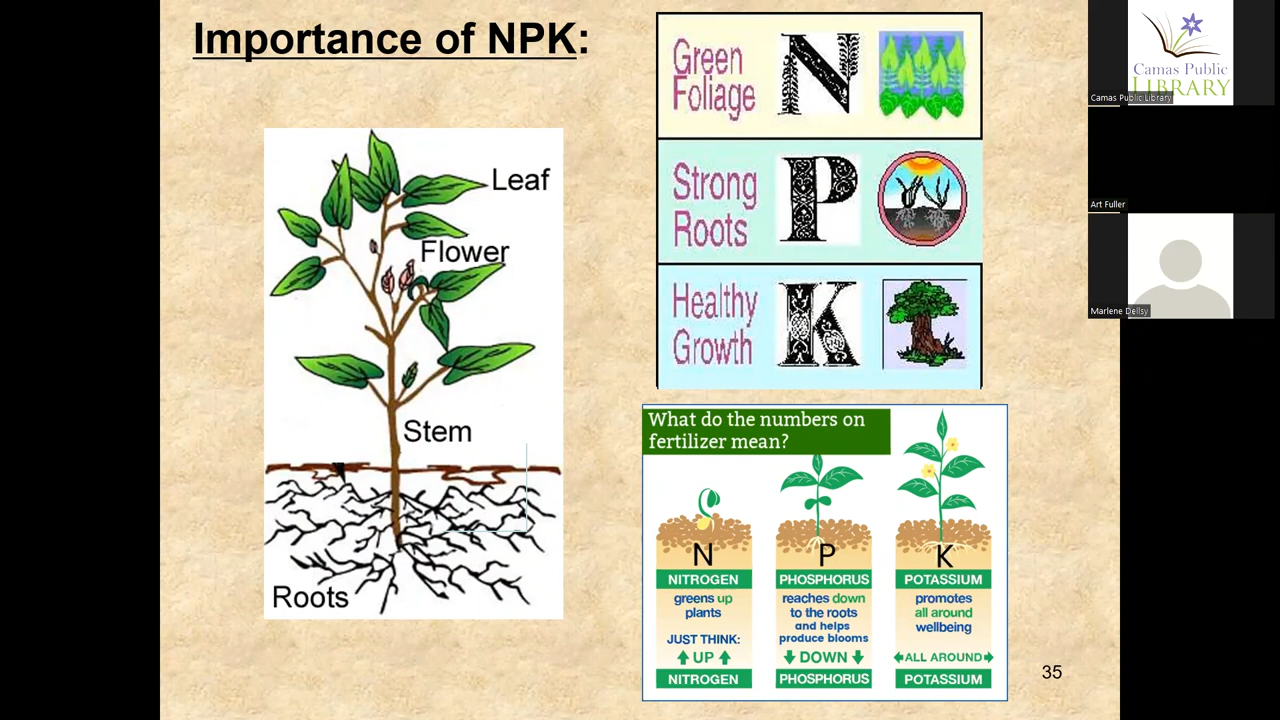 Importance of NPK:
Leaf
Flower
Stem
Roots
Green
Foliage
N
Strong
Roots
P
Healthy
Growth
K
What do the numbers on
fertilizer mean?
N
NITROGEN
greens up
plants
JUST THINK:
UP
NITROGEN
P
PHOSPHORUS
reaches down
to the roots
and helps
produce blooms
DOWN
PHOSPHORUS
K
POTASSIUM
promotes
all around
wellbeing
ALL AROUND
POTASSIUM
35
Camas Public
LIBRARY
Camas Public Library
Art Fuller
Marlene Dellsy